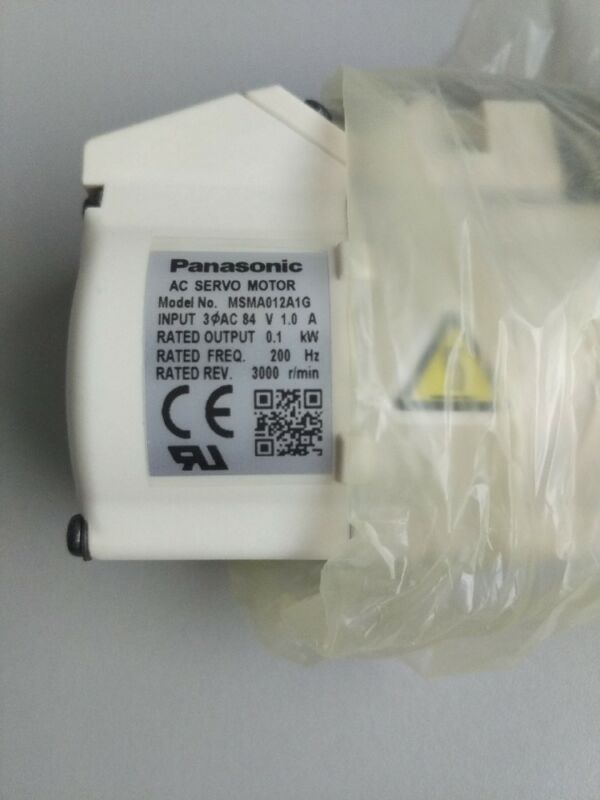 Panasonic
AC SERVO MOTOR
Model No. MSMA012A1G
INPUT 3ϕAC 84 V 1.0 A
RATED OUTPUT 0.1 kW
RATED FREQ. 200 Hz
RATED REV. 3000 r/min
CE
RU